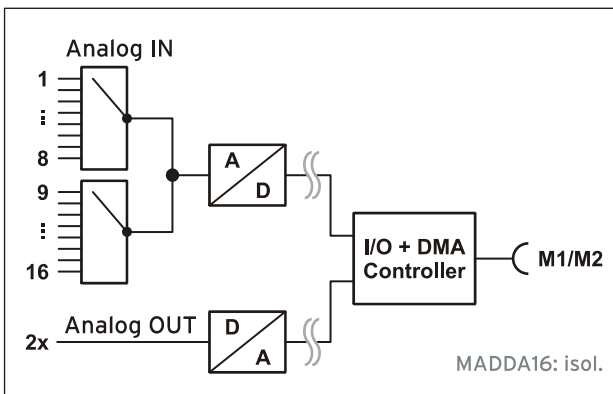 Analog IN
1
⋮
8
9
⋮
16
A
D
I/O + DMA
Controller
M1/M2
2x
Analog OUT
D
A
MADDA16: isol.